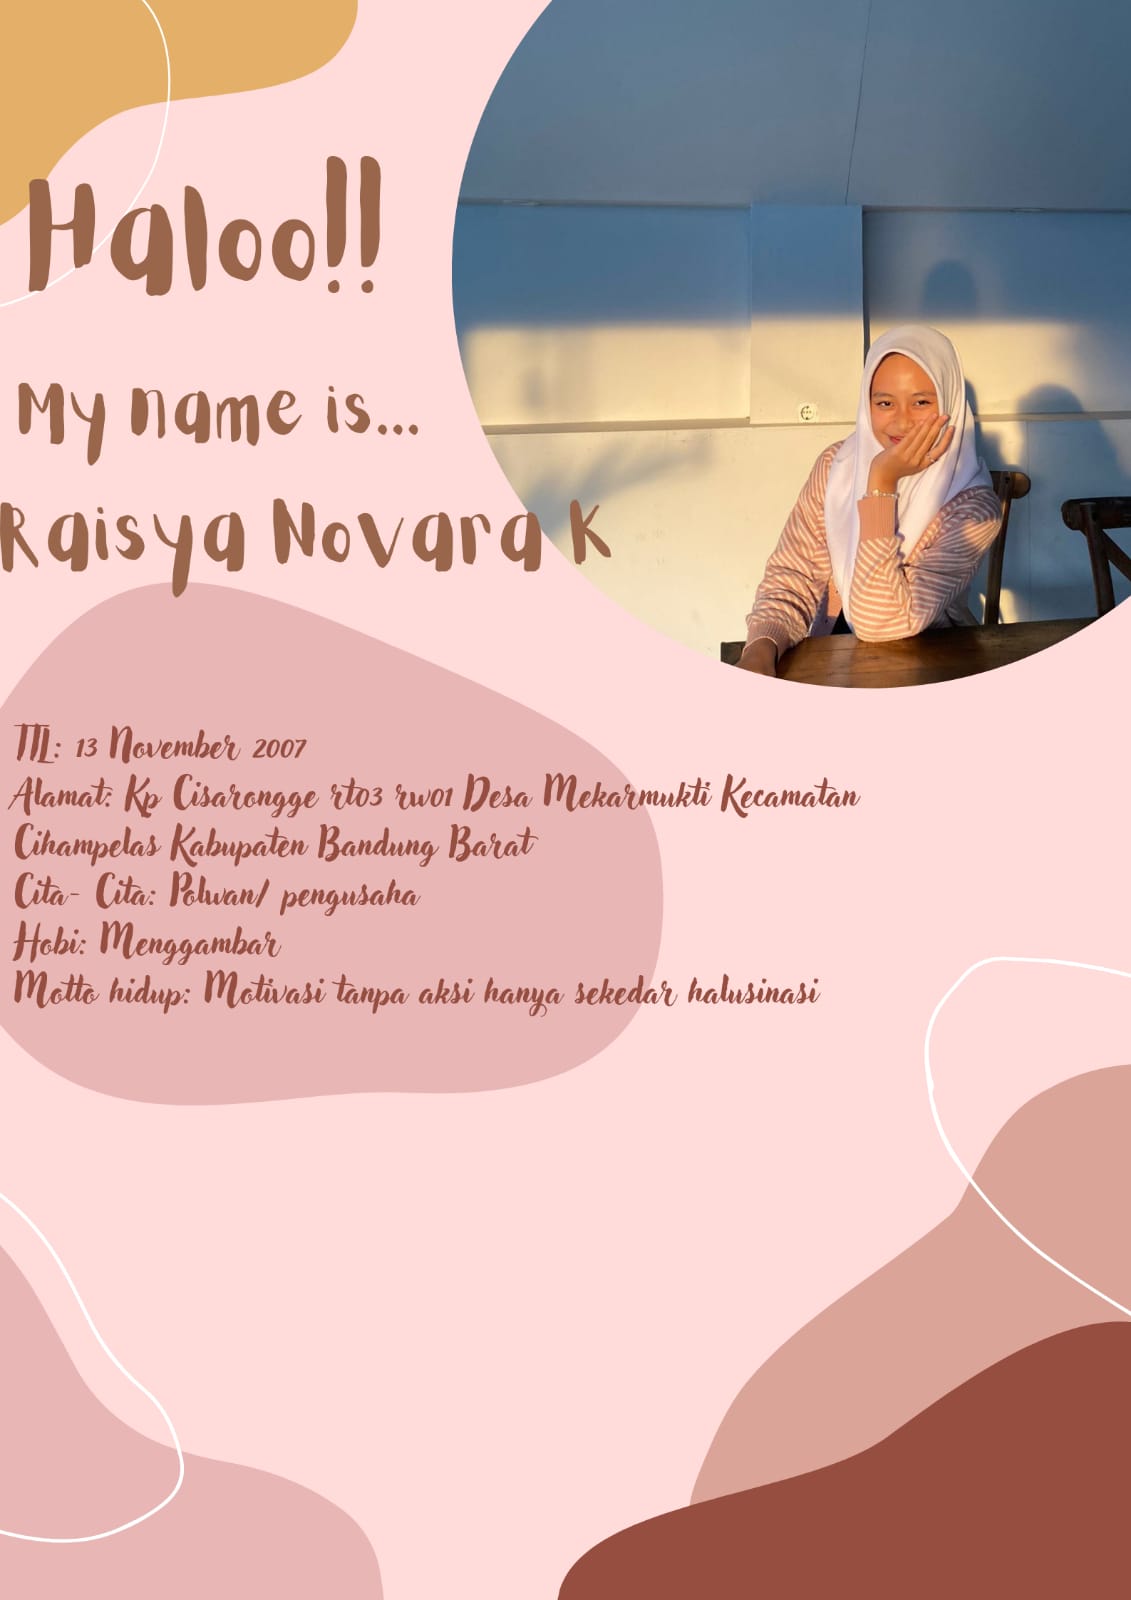 Haloo!!
My name is...
Raisya Novara K
TTL: 13 November 2007
Alamat: Kp Cisarongge rt03 rw01 Desa Mekarmukti Kecamatan
Cihampelas Kabupaten Bandung Barat
Cita- Cita: Polwan/ pengusaha
Hobi: Menggambar
Motto hidup: Motivasi tanpa aksi hanya sekedar halusinasi